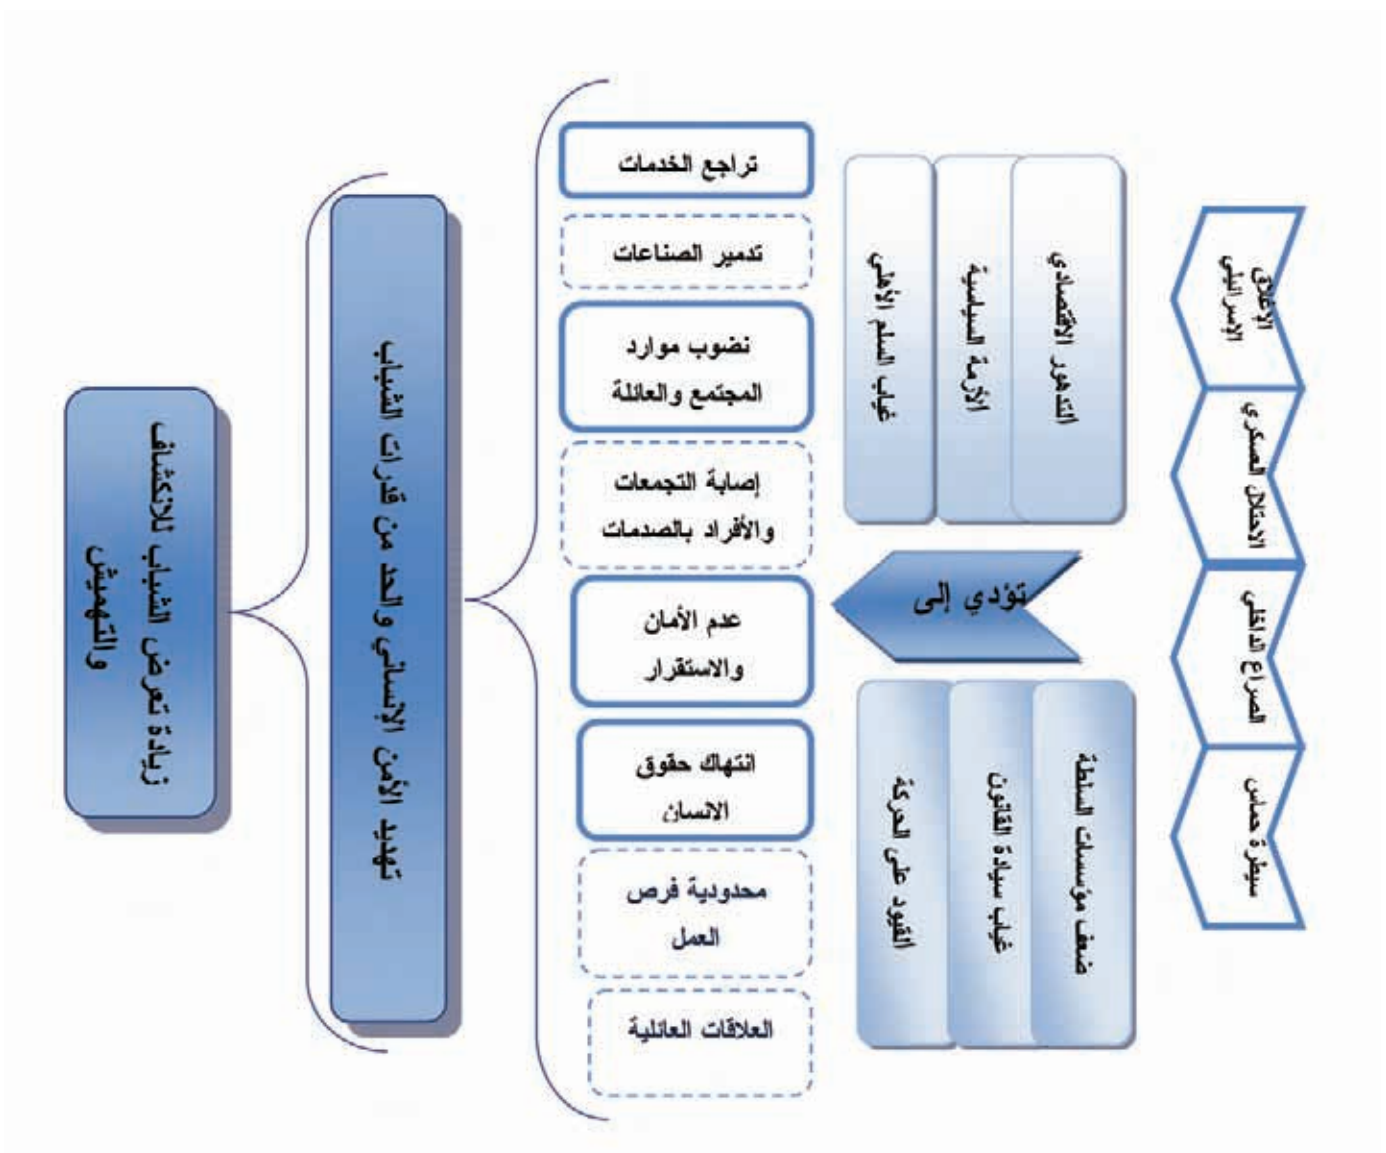 الإغلاق
الإسرائيلي
الاحتلال العسكري
الصراع الداخلي
سيطرة حماس
التدهور الاقتصادي
الأزمة السياسية
غياب السلم الأهلي
تؤدي إلى
ضعف مؤسسات السلطة
غياب سيادة القانون
القيود على الحركة
تراجع الخدمات
تدمير الصناعات
نضوب موارد
المجتمع والعائلة
إصابة التجمعات
والأفراد بالصدمات
عدم الأمان
والاستقرار
انتهاك حقوق
الانسان
محدودية فرص
العمل
العلاقات العائلية
تهديد الأمن الإنساني والحد من قدرات الشباب
زيادة تعرض الشباب للانكشاف
والتهميش